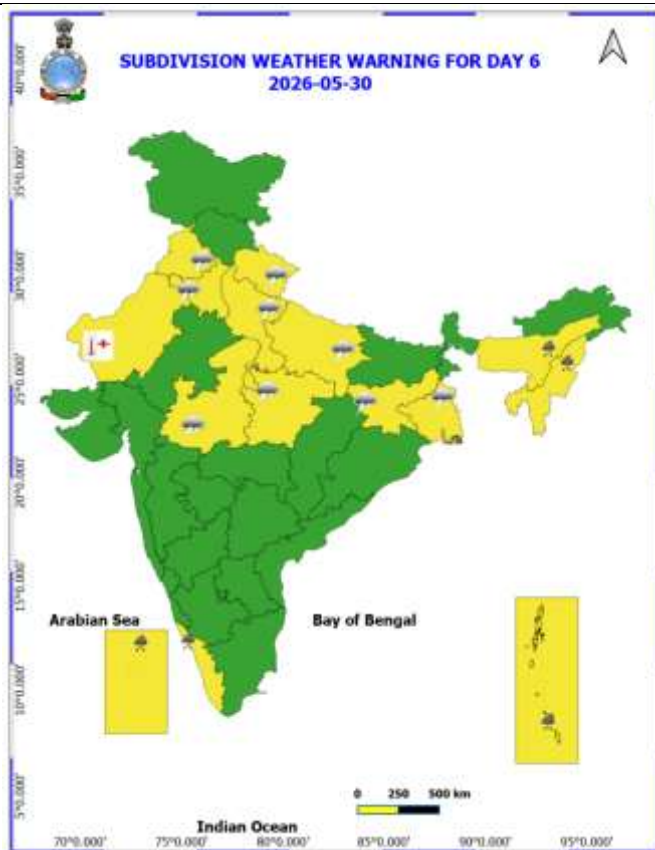 SUBDIVISION WEATHER WARNING FOR DAY 6
2026-05-30
40°0.000'
35°0.000'
30°0.000'
25°0.000'
20°0.000'
15°0.000'
10°0.000'
5°0.000'
Arabian Sea
Bay of Bengal
0 250 500 km
Indian Ocean
70°0.000' 75°0.000' 80°0.000' 85°0.000' 90°0.000' 95°0.000'